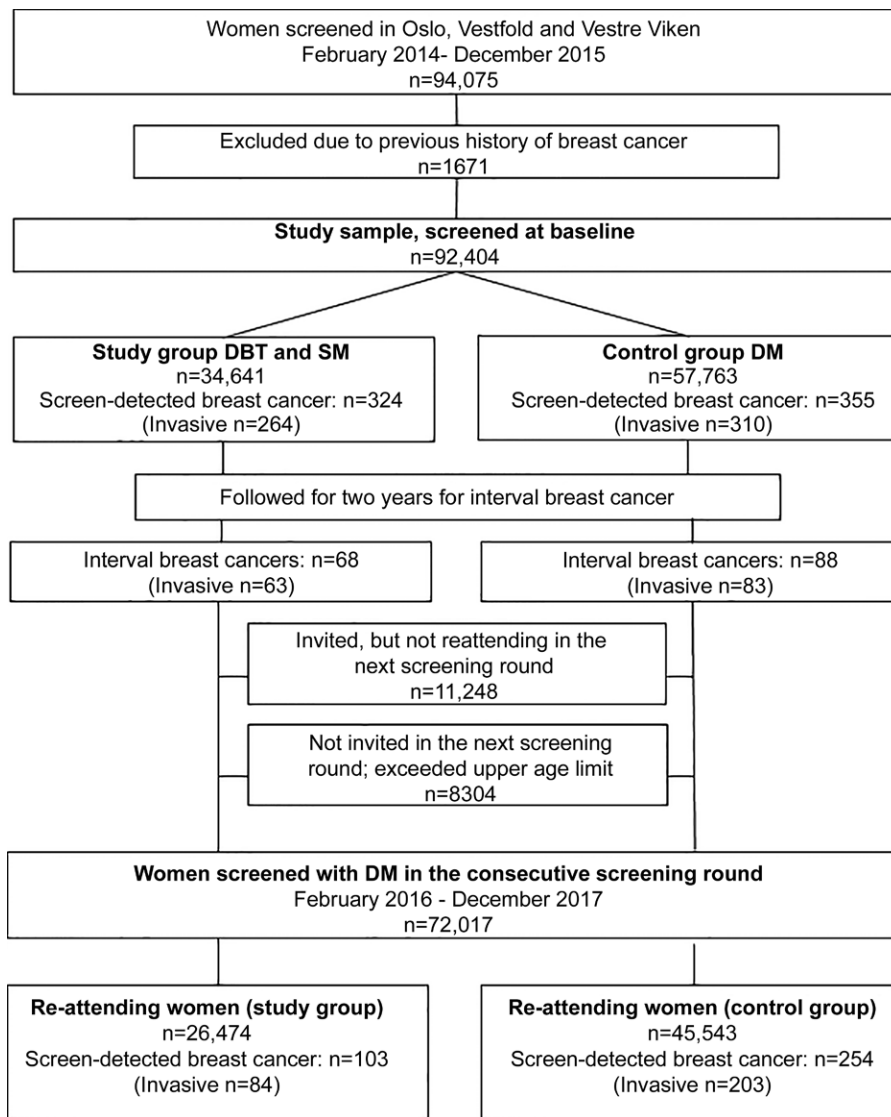 Women screened in Oslo, Vestfold and Vestre Viken
February 2014- December 2015
n=94,075
Excluded due to previous history of breast cancer
n=1671
Study sample, screened at baseline
n=92,404
Study group DBT and SM
n=34,641
Screen-detected breast cancer: n=324
(Invasive n=264)
Control group DM
n=57,763
Screen-detected breast cancer: n=355
(Invasive n=310)
Followed for two years for interval breast cancer
Interval breast cancers: n=68
(Invasive n=63)
Interval breast cancers: n=88
(Invasive n=83)
Invited, but not reattending in the
next screening round
n=11,248
Not invited in the next screening
round; exceeded upper age limit
n=8304
Women screened with DM in the consecutive screening round
February 2016 - December 2017
n=72,017
Re-attending women (study group)
n=26,474
Screen-detected breast cancer: n=103
(Invasive n=84)
Re-attending women (control group)
n=45,543
Screen-detected breast cancer: n=254
(Invasive n=203)